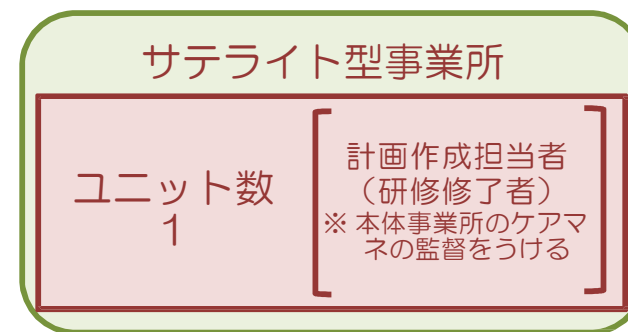 サテライト型事業所
ユニット数
1
計画作成担当者
（研修修了者）
※ 本体事業所のケアマ
ネの監督をうける